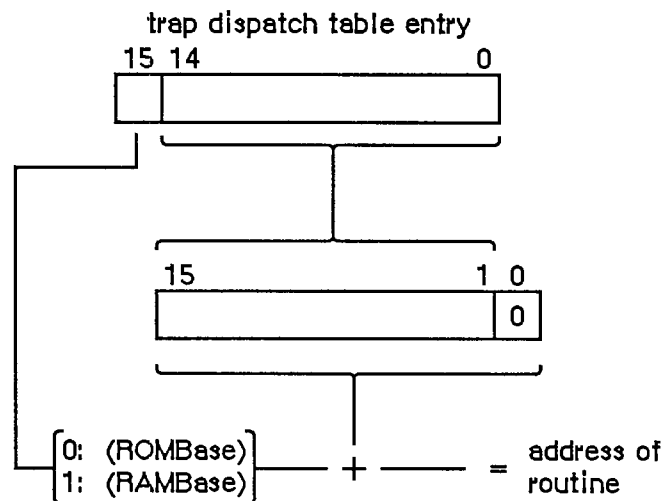 trap dispatch table entry
15 14 0
15 1 0
0
0: (ROMBase)
1: (RAMBase)
+ = address of
routine